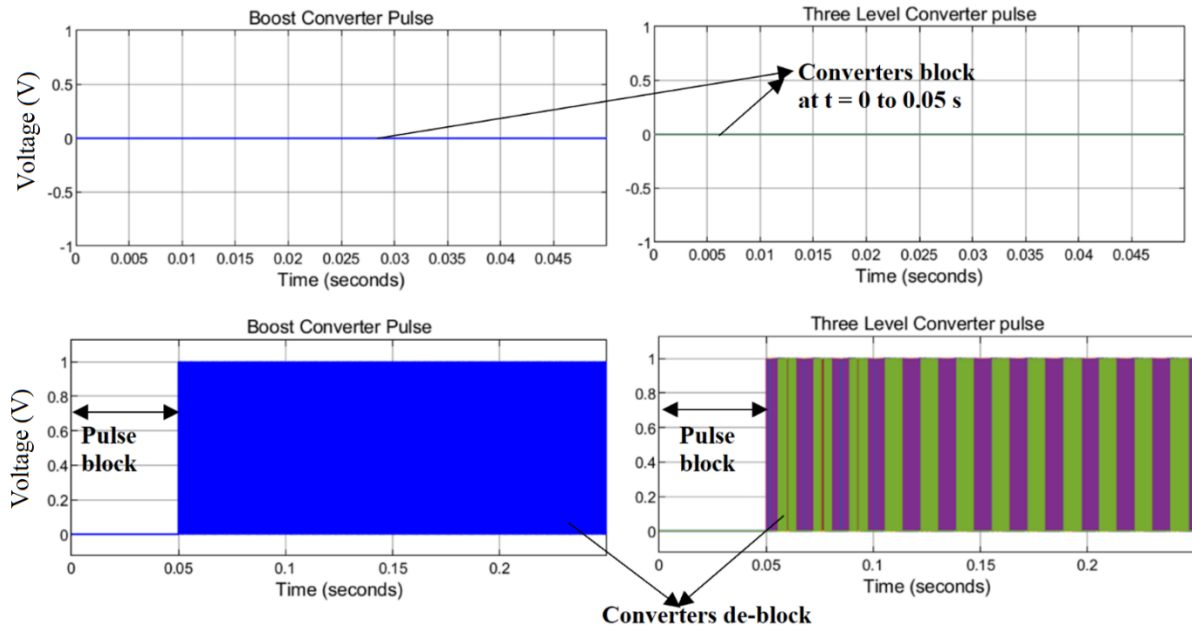 Boost Converter Pulse
Three Level Converter pulse
Voltage (V)
1
0.5
0
-0.5
-1
0 0.005 0.01 0.015 0.02 0.025 0.03 0.035 0.04 0.045
Time (seconds)
1
0.5
0
-0.5
-1
0 0.005 0.01 0.015 0.02 0.025 0.03 0.035 0.04 0.045
Time (seconds)
Converters block
at t = 0 to 0.05 s
Boost Converter Pulse
Three Level Converter pulse
Voltage (V)
1
0.8
0.6
0.4
0.2
0
Pulse
block
0 0.05 0.1 0.15 0.2
Time (seconds)
1
0.8
0.6
0.4
0.2
0
Pulse
block
0 0.05 0.1 0.15 0.2
Time (seconds)
Converters de-block